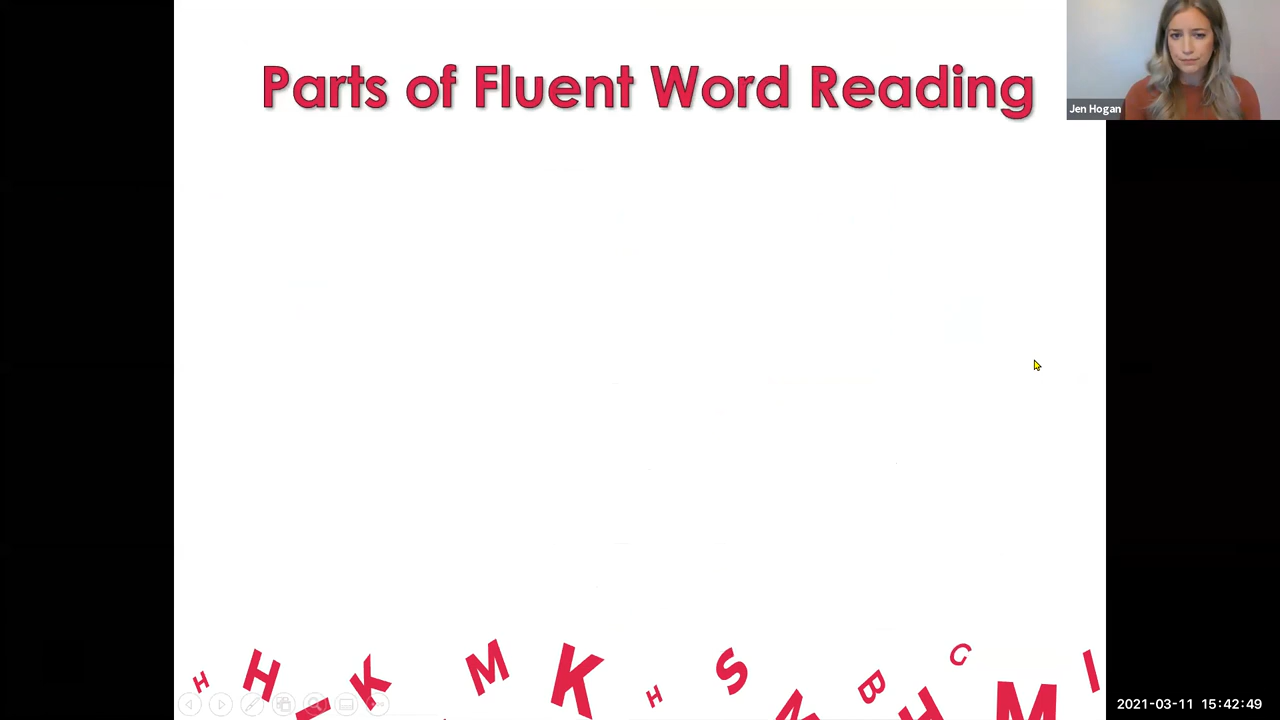 Parts of Fluent Word Reading
Jen Hogan
H
H
K
M
K
H
S
B
H
G
M
I
2021-03-11 15:42:49